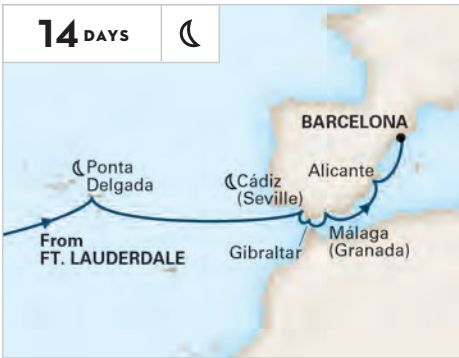 14 DAYS
BARCELONA
Ponta
Delgada
Cádiz
(Seville)
Alicante
From
FT. LAUDERDALE
Gibraltar
Málaga
(Granada)